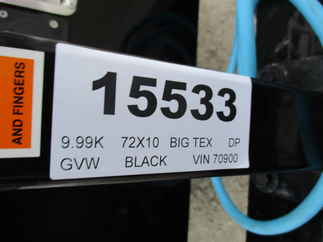 AND FINGERS
15533
9.99K 72X10 BIG TEX DP
GVW BLACK VIN 70900